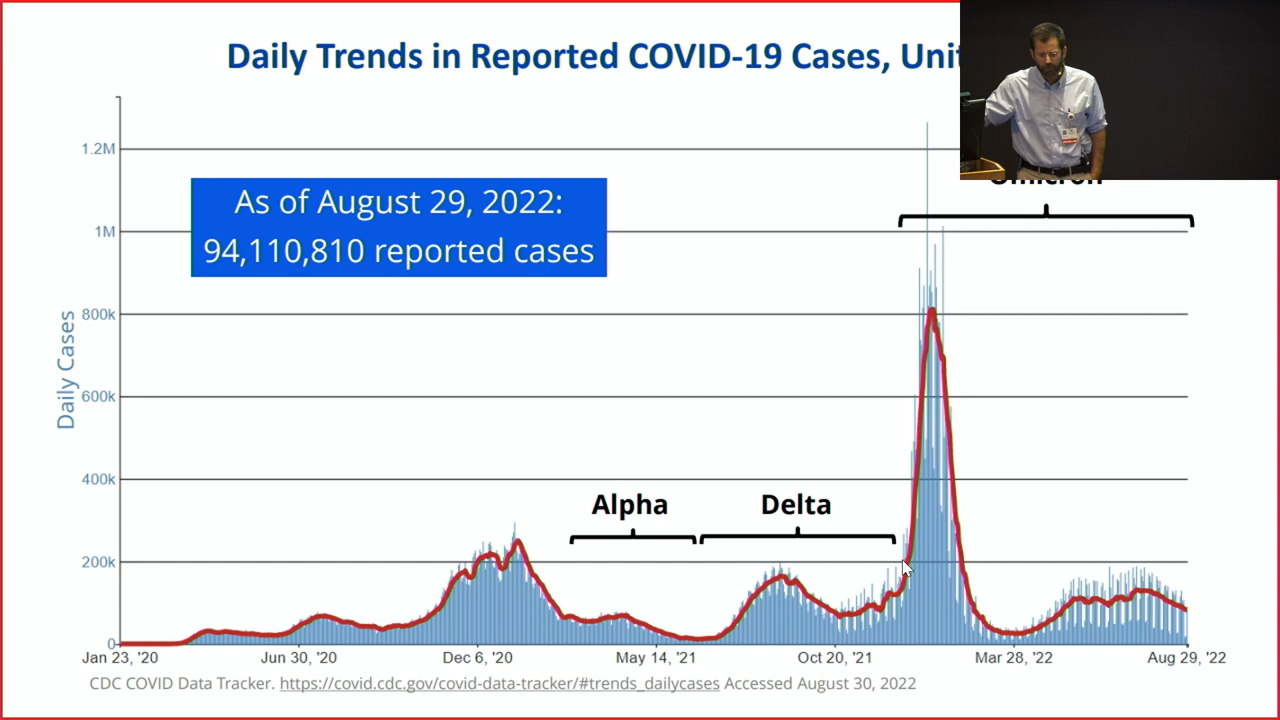 Daily Trends in Reported COVID-19 Cases,
1.2M
As of August 29, 2022:
94,110,810 reported cases
1M
800k
Daily Cases
600k
400k
Alpha
Delta
200k
0
Jan 23, '20
Jun 30, '20
Dec 6, '20
May 14, '21
Oct 20, '21
Mar 28, '22
Aug 29, '22
CDC COVID Data Tracker. https://covid.cdc.gov/covid-data-tracker/#trends_dailycases Accessed August 30, 2022